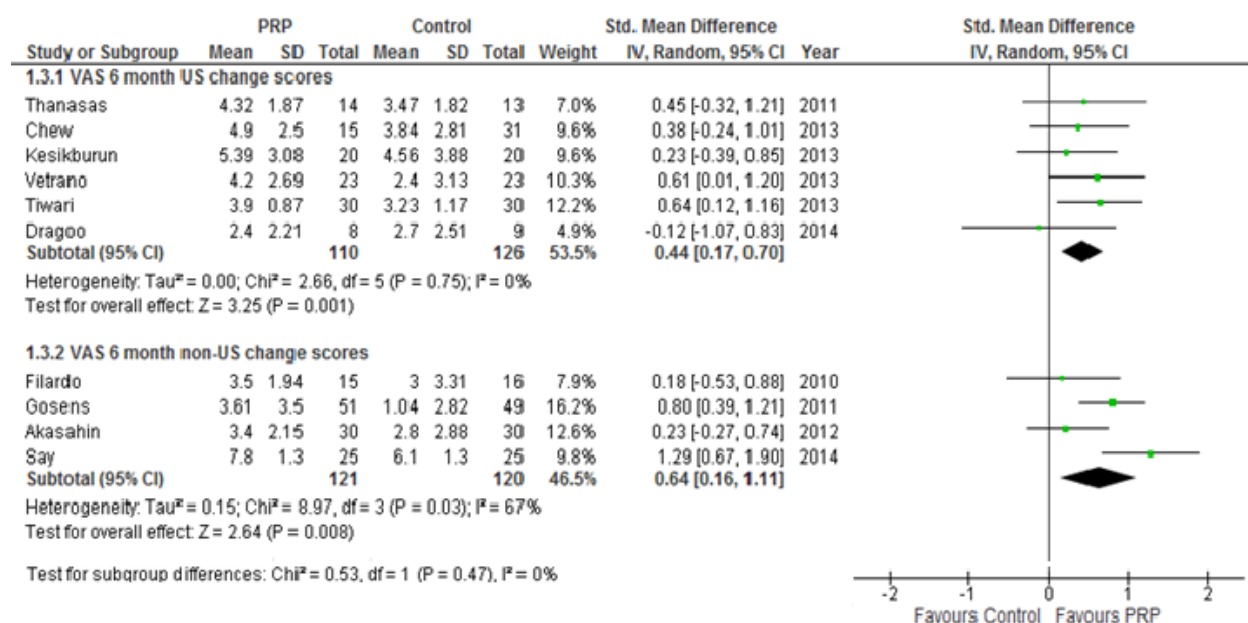 PRP Control Std. Mean Difference Std. Mean Difference
Study or Subgroup Mean SD Total Mean SD Total Weight IV, Random, 95% CI Year IV, Random, 95% CI
1.3.1 VAS 6 month US change scores
Thanasas 4.32 1.87 14 3.47 1.82 13 7.0% 0.45 [-0.32, 1.21] 2011
Chew 4.9 2.5 15 3.84 2.81 31 9.6% 0.38 [-0.24, 1.01] 2013
Kesikburun 5.39 3.08 20 4.56 3.88 20 9.6% 0.23 [-0.39, 0.85] 2013
Vetrano 4.2 2.69 23 2.4 3.13 23 10.3% 0.61 [0.01, 1.20] 2013
Tiwari 3.9 0.87 30 3.23 1.17 30 12.2% 0.64 [0.12, 1.16] 2013
Dragoo 2.4 2.21 8 2.7 2.51 9 4.9% -0.12 [-1.07, 0.83] 2014
Subtotal (95% CI) 110 126 53.5% 0.44 [0.17, 0.70]
Heterogeneity: Tau² = 0.00; Chi² = 2.66, df = 5 (P = 0.75); I² = 0%
Test for overall effect: Z = 3.25 (P = 0.001)
1.3.2 VAS 6 month non-US change scores
Filardo 3.5 1.94 15 3 3.31 16 7.9% 0.18 [-0.53, 0.88] 2010
Gosens 3.61 3.5 51 1.04 2.82 49 16.2% 0.80 [0.39, 1.21] 2011
Akasahin 3.4 2.15 30 2.8 2.88 30 12.6% 0.23 [-0.27, 0.74] 2012
Say 7.8 1.3 25 6.1 1.3 25 9.8% 1.29 [0.67, 1.90] 2014
Subtotal (95% CI) 121 120 46.5% 0.64 [0.16, 1.11]
Heterogeneity: Tau² = 0.15; Chi² = 8.97, df = 3 (P = 0.03); I² = 67%
Test for overall effect: Z = 2.64 (P = 0.008)
Test for subgroup differences: Chi² = 0.53, df = 1 (P = 0.47), I² = 0%
-2 -1 0 1 2
Favours Control Favours PRP